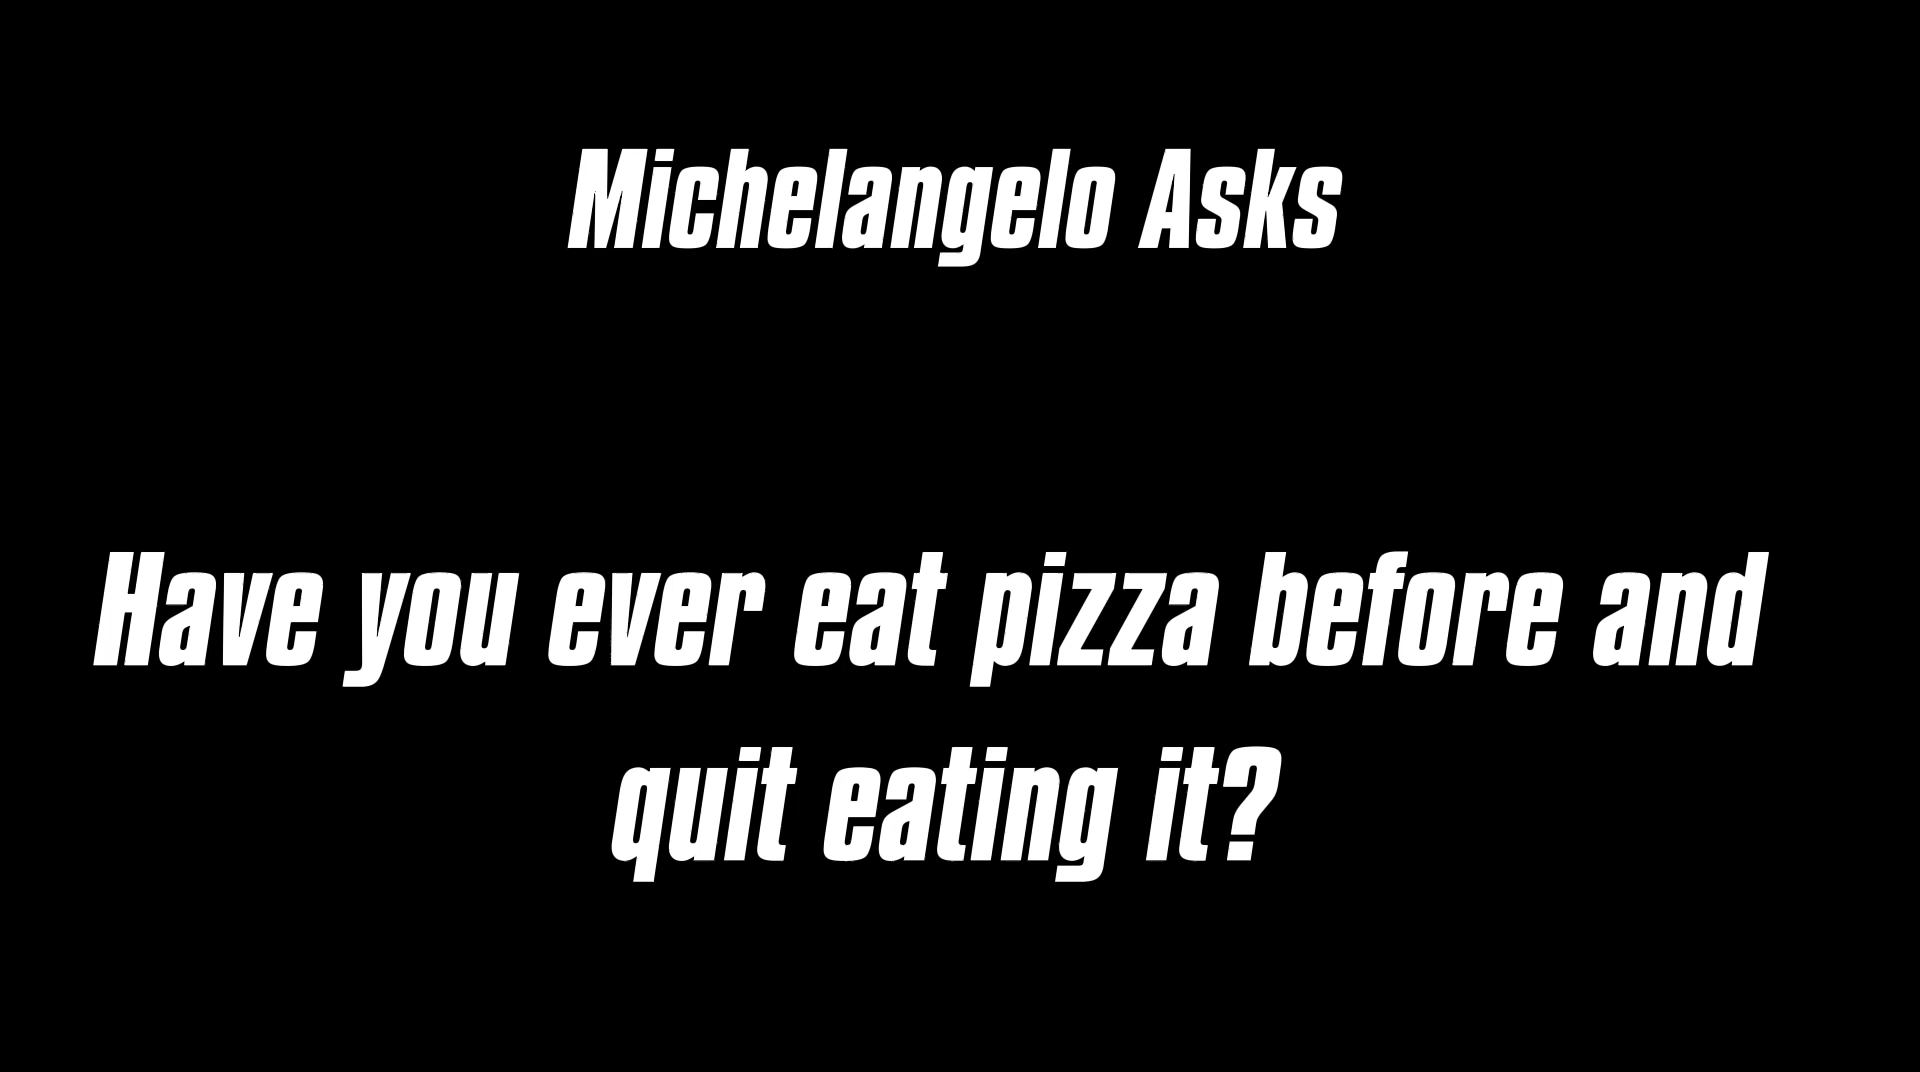 Michelangelo Asks
Have you ever eat pizza before and
quit eating it?